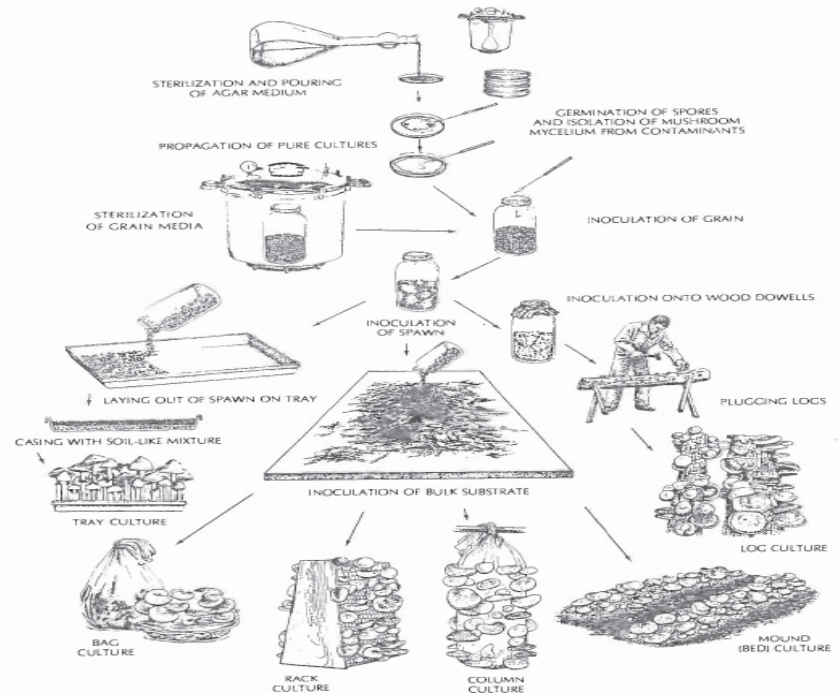 STERILIZATION AND POURING
OF AGAR MEDIUM
GERMINATION OF SPORES
AND ISOLATION OF MUSHROOM
MYCELIUM FROM CONTAMINANTS
PROPAGATION OF PURE CULTURES
STERILIZATION
OF GRAIN MEDIA
INOCULATION OF GRAIN
INOCULATION
OF SPAWN
INOCULATION ONTO WOOD DOWELLS
LAYING OUT OF SPAWN ON TRAY
PLUGGING LOGS
CASING WITH SOIL-LIKE MIXTURE
INOCULATION OF BULK SUBSTRATE
TRAY CULTURE
LOG CULTURE
BAG
CULTURE
RACK
CULTURE
COLUMN
CULTURE
MOUND
(BED) CULTURE